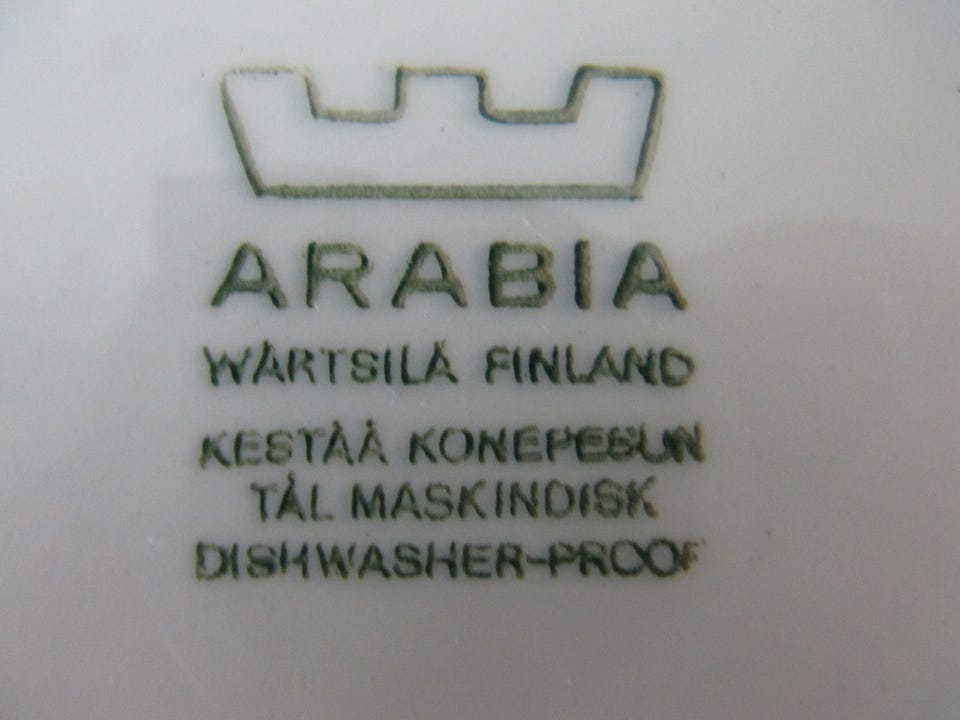 ARABIA
WÄRTSILÄ FINLAND
KESTÄÄ KONEPESUN
TÅL MASKINDISK
DISHWASHER-PROOF